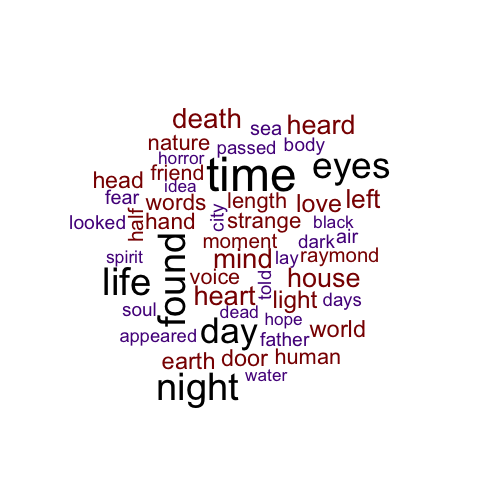 death
sea
heard
nature
passed
body
horror
time
eyes
friend
head
idea
fear
words
length
love
left
half
hand
city
strange
black
looked
moment
dark
air
found
mind
lay
raymond
spirit
life
voice
told
house
heart
light
days
soul
dead
hope
appeared
day
father
world
earth
door
human
night
water